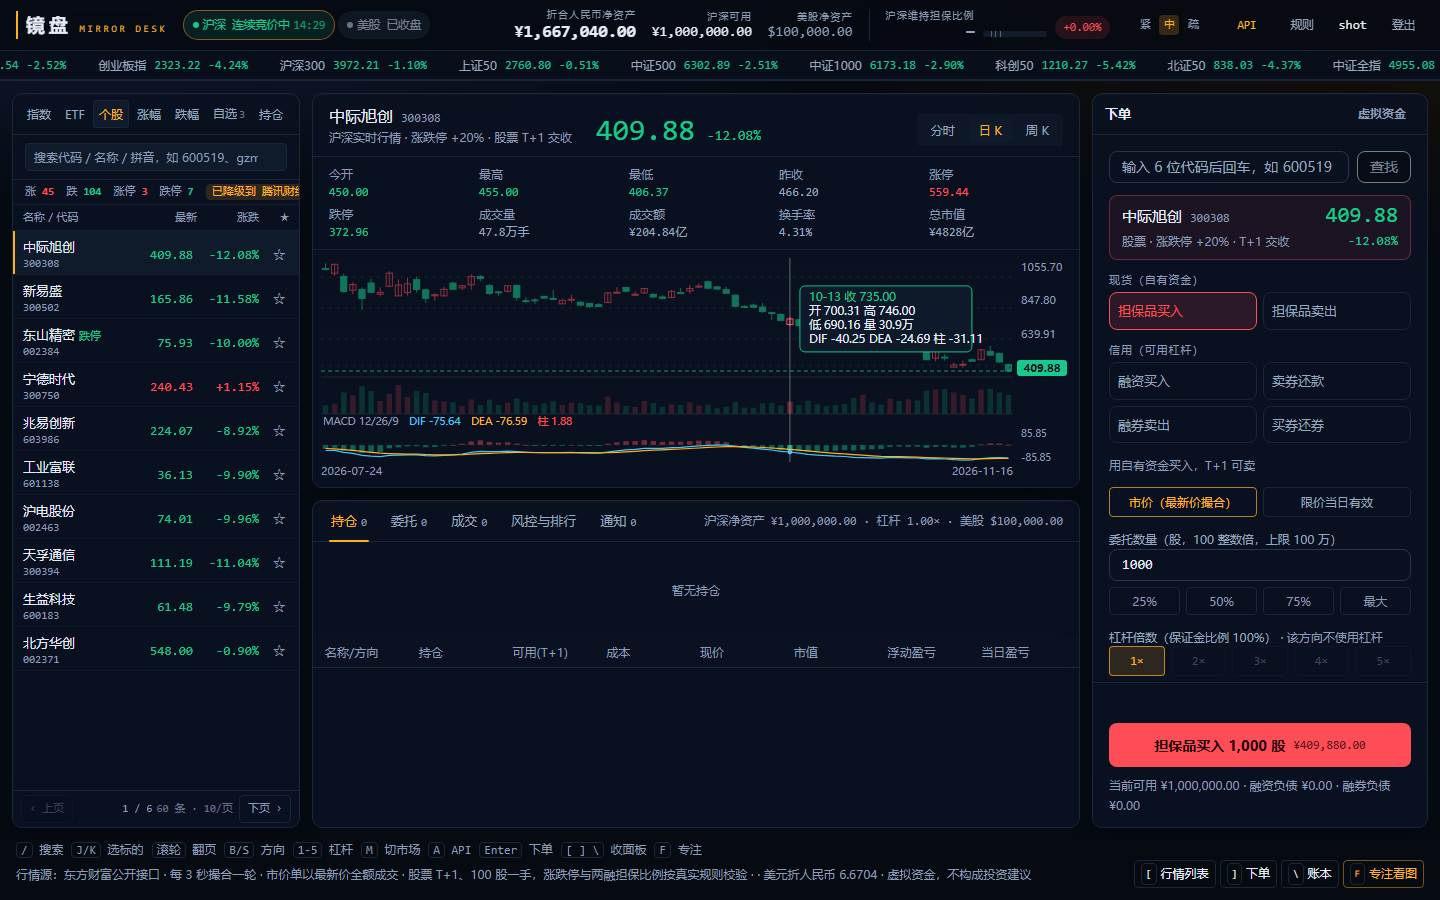 镜盘 MIRROR DESK
沪深 连续竞价中 14:29
美股 已收盘
折合人民币净资产 ¥1,667,040.00
沪深可用 ¥1,000,000.00
美股净资产 $100,000.00
沪深维持担保比例 —
+0.00%
紧 中 疏 API 规则 shot 登出
.54 -2.52% 创业板指 2323.22 -4.24% 沪深300 3972.21 -1.10% 上证50 2760.80 -0.51% 中证500 6302.89 -2.51% 中证1000 6173.18 -2.90% 科创50 1210.27 -5.42% 北证50 838.03 -4.37% 中证全指 4955.08
指数 ETF 个股 涨幅 跌幅 自选 3 持仓
搜索代码 / 名称 / 拼音，如 600519、gzm
涨 45 跌 104 涨停 3 跌停 7 已降级到 腾讯财经
名称 / 代码 最新 涨跌 ★
中际旭创 409.88 -12.08% ☆
300308
新易盛 165.86 -11.58% ☆
300502
东山精密 跌停 75.93 -10.00% ☆
002384
宁德时代 240.43 +1.15% ☆
300750
兆易创新 224.07 -8.92% ☆
603986
工业富联 36.13 -9.90% ☆
601138
沪电股份 74.01 -9.96% ☆
002463
天孚通信 111.19 -11.04% ☆
300394
生益科技 61.48 -9.79% ☆
600183
北方华创 548.00 -0.90% ☆
002371
‹ 上页 1 / 6 60 条 · 10/页 下页 ›
中际旭创 300308
沪深实时行情 · 涨跌停 +20% · 股票 T+1 交收
409.88 -12.08%
分时 日 K 周 K
今开 最高 最低 昨收 涨停
450.00 455.00 406.37 466.20 559.44
跌停 成交量 成交额 换手率 总市值
372.96 47.8万手 ¥204.84亿 4.31% ¥4828亿
1055.70
847.80
639.91
409.88
10-13 收 735.00
开 700.31 高 746.00
低 690.16 量 30.9万
DIF -40.25 DEA -24.69 柱 -31.11
MACD 12/26/9 DIF -75.64 DEA -76.59 柱 1.88
85.85
-85.85
2026-07-24 2026-11-16
持仓 0 委托 0 成交 0 风控与排行 通知 0
沪深净资产 ¥1,000,000.00 · 杠杆 1.00× · 美股 $100,000.00
暂无持仓
名称/方向 持仓 可用(T+1) 成本 现价 市值 浮动盈亏 当日盈亏
下单 虚拟资金
输入 6 位代码后回车，如 600519 查找
中际旭创 300308 409.88
股票 · 涨跌停 +20% · T+1 交收 -12.08%
现货（自有资金）
担保品买入 担保品卖出
信用（可用杠杆）
融资买入 卖券还款
融券卖出 买券还券
用自有资金买入，T+1 可卖
市价（最新价撮合） 限价当日有效
委托数量（股，100 整数倍，上限 100 万）
1000
25% 50% 75% 最大
杠杆倍数（保证金比例 100%） · 该方向不使用杠杆
1× 2× 3× 4× 5×
担保品买入 1,000 股 ¥409,880.00
当前可用 ¥1,000,000.00 · 融资负债 ¥0.00 · 融券负债
¥0.00
/ 搜索 J/K 选标的 滚轮 翻页 B/S 方向 1-5 杠杆 M 切市场 A API Enter 下单 [ ] \ 收面板 F 专注
行情源: 东方财富公开接口 · 每 3 秒撮合一轮 · 市价单以最新价全额成交 · 股票 T+1、100 股一手，涨跌停与两融担保比例按真实规则校验 · · 美元折人民币 6.6704 · 虚拟资金，不构成投资建议
[ 行情列表 ] 下单 \ 账本 F 专注看图